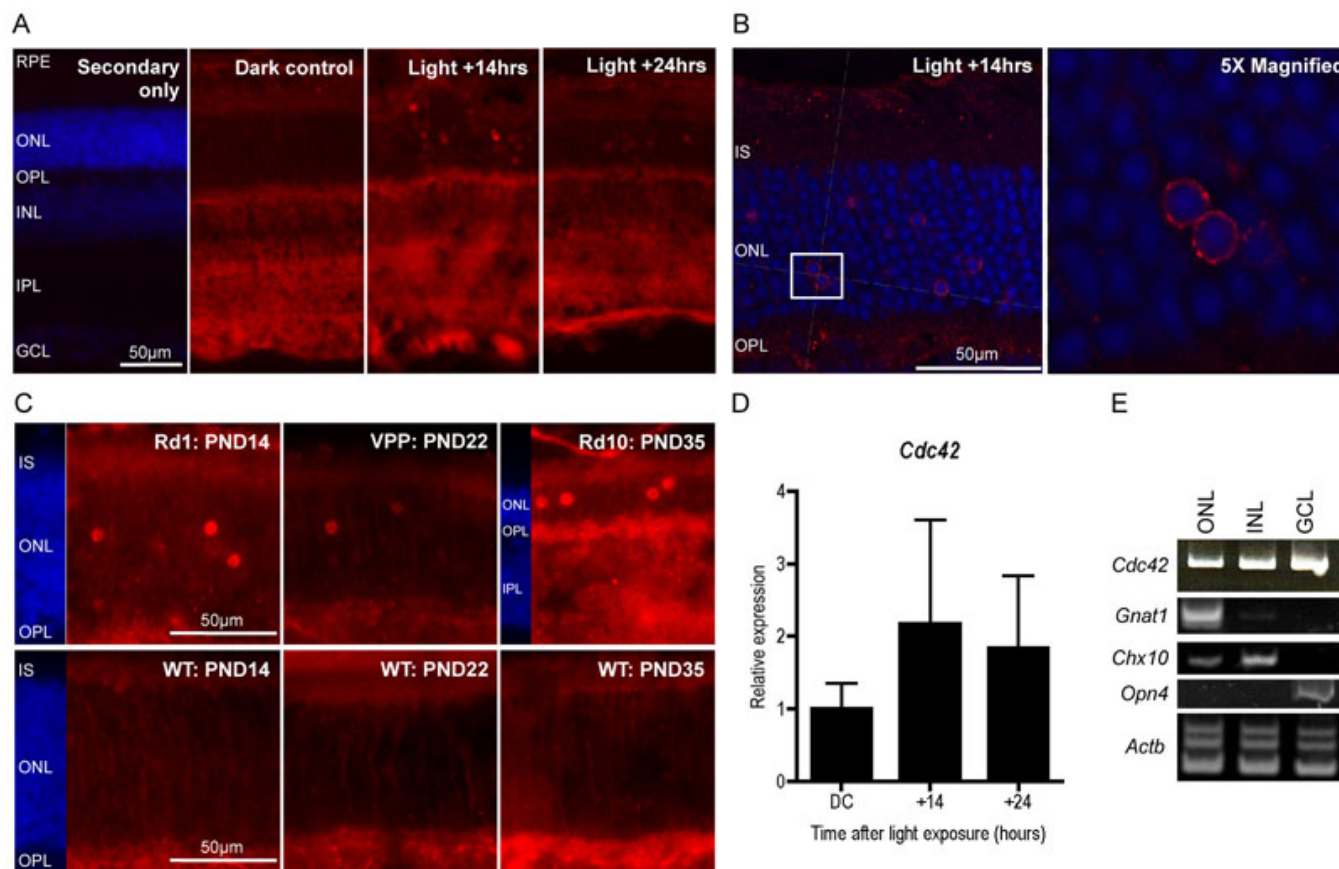 A
RPE
Secondary only
ONL
OPL
INL
IPL
GCL
50µm
Dark control
Light +14hrs
Light +24hrs
B
Light +14hrs
IS
ONL
OPL
50µm
5X Magnified
C
IS
ONL
OPL
Rd1: PND14
50µm
VPP: PND22
Rd10: PND35
ONL
OPL
IPL
IS
ONL
OPL
WT: PND14
50µm
WT: PND22
WT: PND35
D
Cdc42
Relative expression
4
3
2
1
0
DC
+14
+24
Time after light exposure (hours)
E
ONL
INL
GCL
Cdc42
Gnat1
Chx10
Opn4
Actb